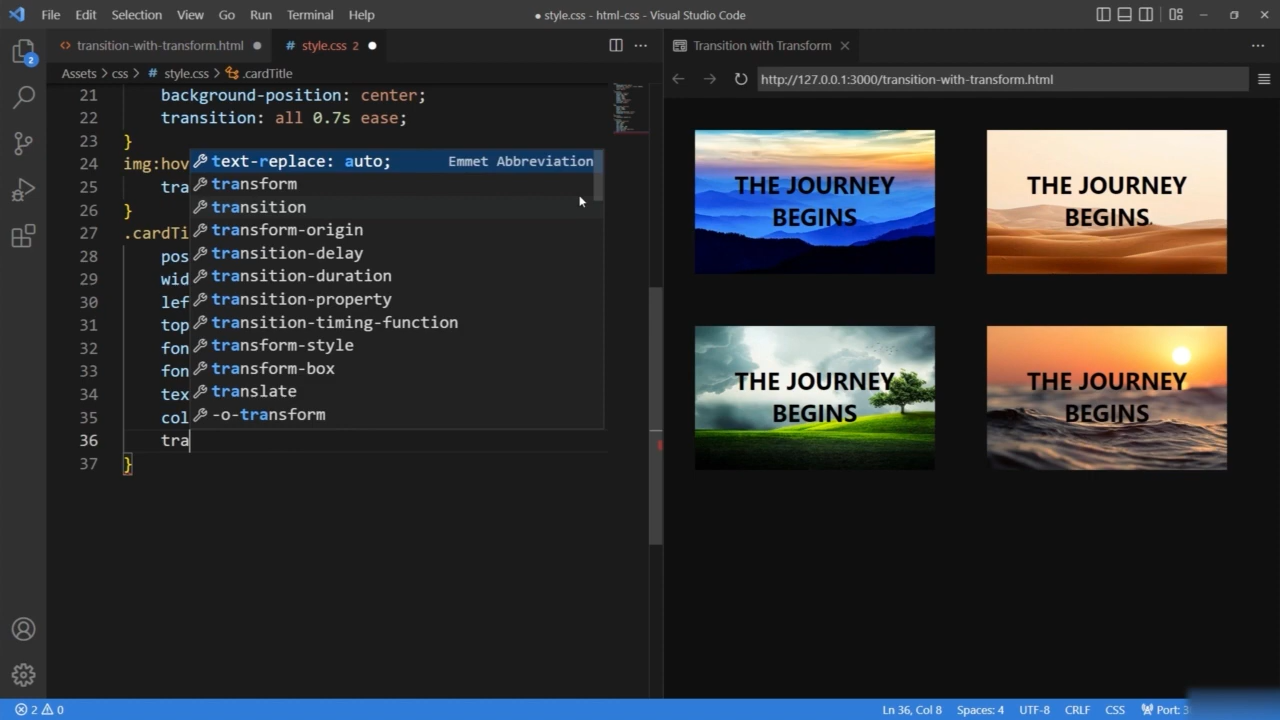 File Edit Selection View Go Run Terminal Help
● style.css - html-css - Visual Studio Code
transition-with-transform.html
# style.css 2
Assets > css > # style.css > .cardTitle
21 background-position: center;
22 transition: all 0.7s ease;
23 }
24 img:hov
25 tra
26 }
27 .cardTi
28 pos
29 wid
30 lef
31 top
32 fon
33 fon
34 tex
35 col
36 tra
37 }
text-replace: auto; Emmet Abbreviation
transform
transition
transform-origin
transition-delay
transition-duration
transition-property
transition-timing-function
transform-style
transform-box
translate
-o-transform
2
Transition with Transform
http://127.0.0.1:3000/transition-with-transform.html
THE JOURNEY
BEGINS
THE JOURNEY
BEGINS
THE JOURNEY
BEGINS
THE JOURNEY
BEGINS
2 0
Ln 36, Col 8 Spaces: 4 UTF-8 CRLF CSS Port: 3